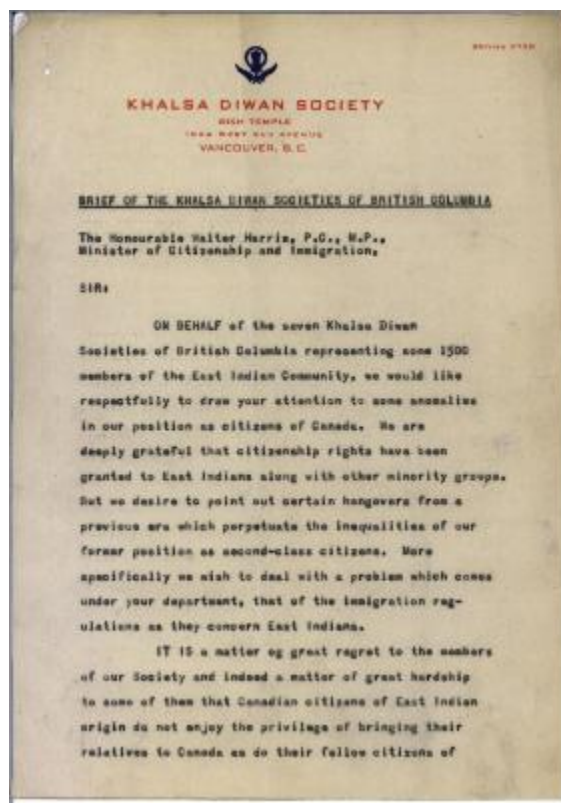 KHALSA DIWAN SOCIETY
SIKH TEMPLE
1866 WEST 2ND AVENUE
VANCOUVER, B. C.
BRIEF OF THE KHALSA DIWAN SOCIETIES OF BRITISH COLUMBIA
The Honourable Walter Harris, P.C., M.P.,
Minister of Citizenship and Immigration,
SIR:
ON BEHALF of the seven Khalsa Diwan
Societies of British Columbia representing some 1500
members of the East Indian Community, we would like
respectfully to draw your attention to some anomalies
in our position as citizens of Canada. We are
deeply grateful that citizenship rights have been
granted to East Indians along with other minority groups.
But we desire to point out certain hangovers from a
previous era which perpetuate the inequalities of our
former position as second-class citizens. More
specifically we wish to deal with a problem which comes
under your department, that of the immigration reg-
ulations as they concern East Indians.
IT IS a matter og great regret to the members
of our Society and indeed a matter of great hardship
to some of them that Canadian citizens of East Indian
origin do not enjoy the privilege of bringing their
relatives to Canada as do their fellow citizens of